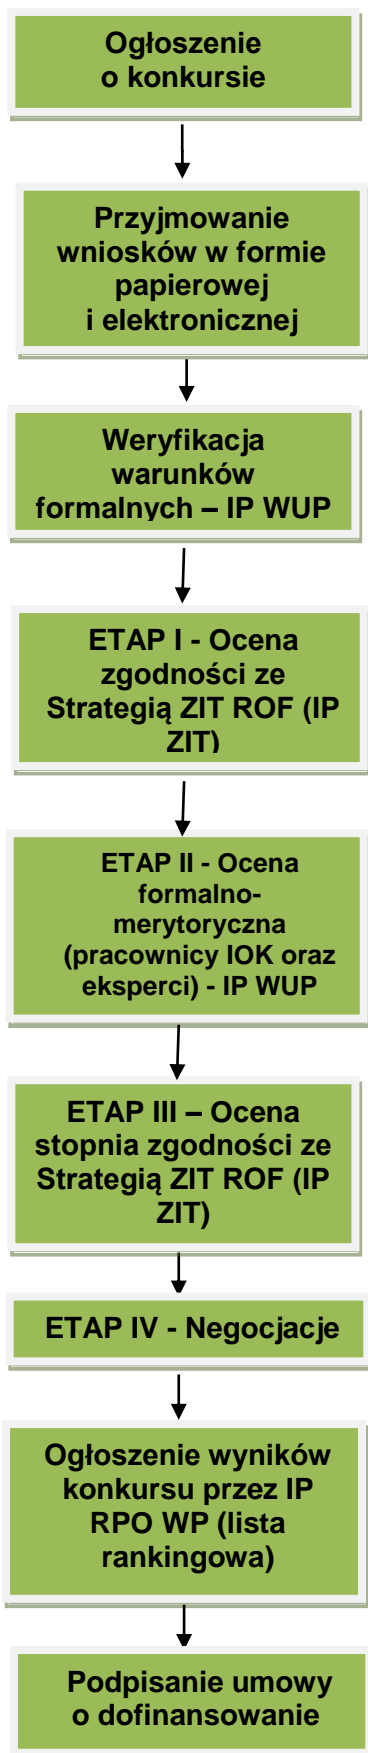 Ogłoszenie
o konkursie
Przyjmowanie
wniosków w formie
papierowej
i elektronicznej
Weryfikacja
warunków
formalnych – IP WUP
ETAP I - Ocena
zgodności ze
Strategią ZIT ROF (IP
ZIT)
ETAP II - Ocena
formalno-
merytoryczna
(pracownicy IOK oraz
eksperci) - IP WUP
ETAP III – Ocena
stopnia zgodności ze
Strategią ZIT ROF (IP
ZIT)
ETAP IV - Negocjacje
Ogłoszenie wyników
konkursu przez IP
RPO WP (lista
rankingowa)
Podpisanie umowy
o dofinansowanie